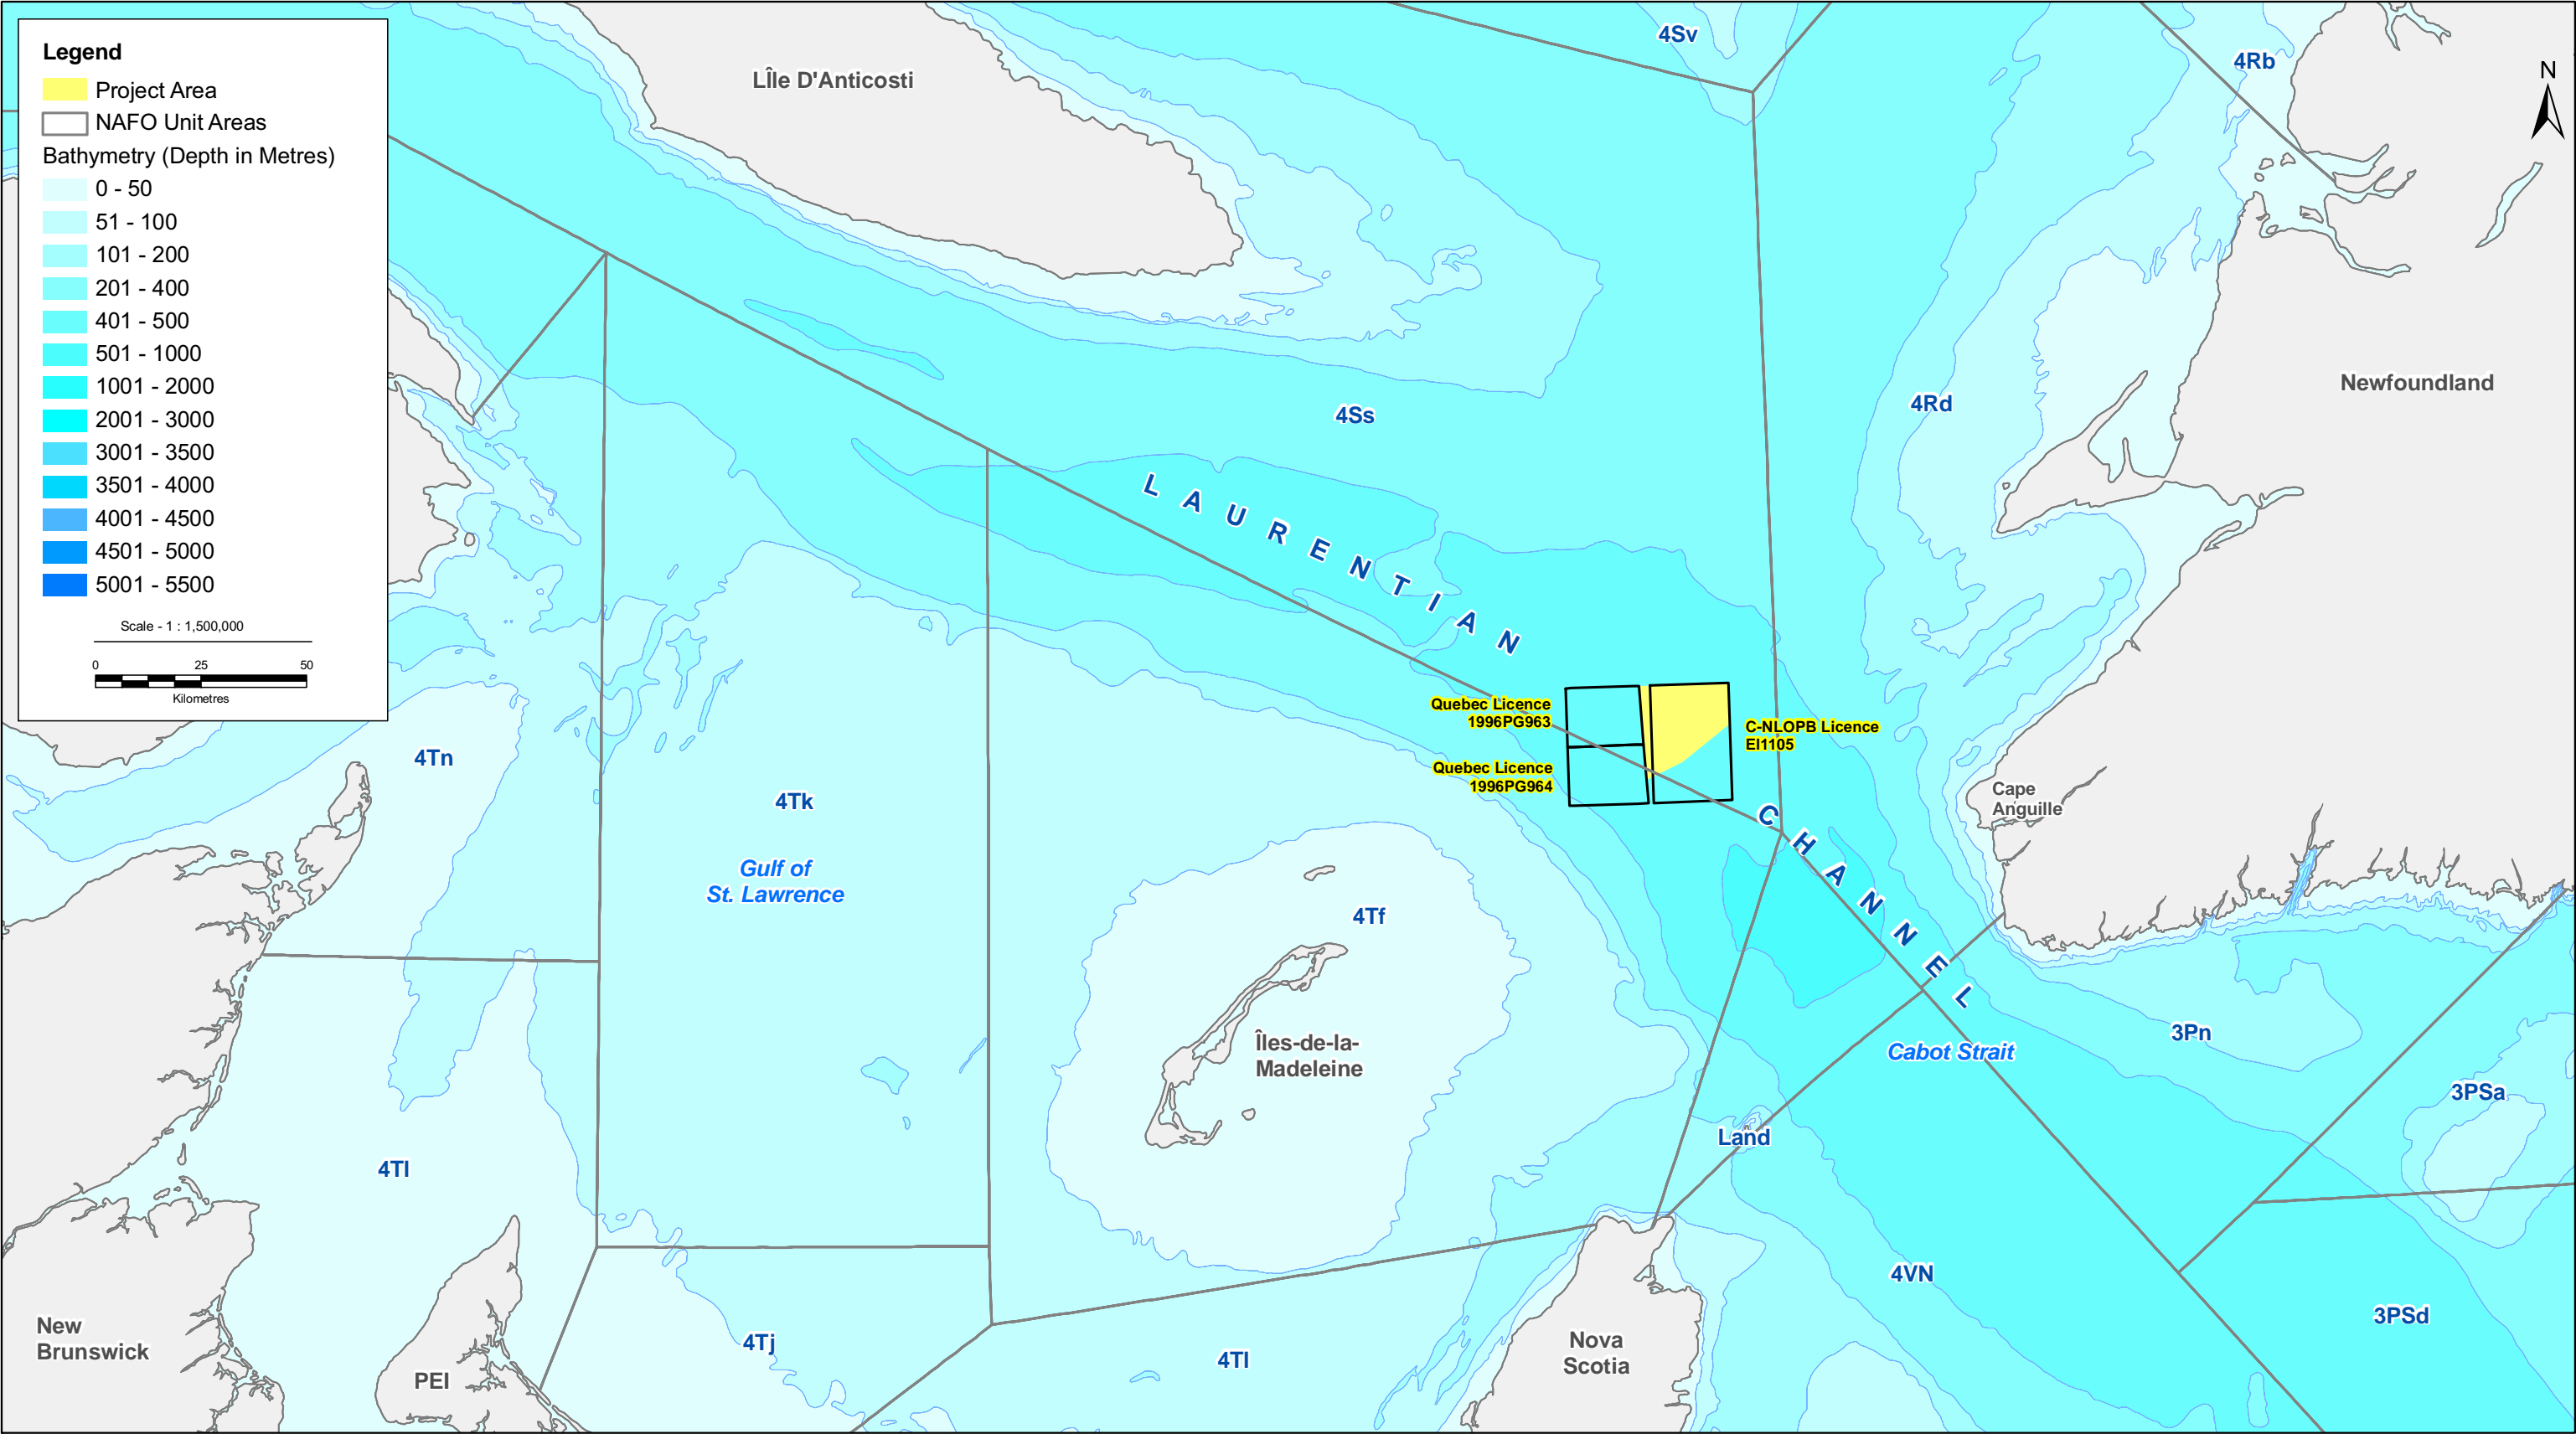 Legend
Project Area
NAFO Unit Areas
Bathymetry (Depth in Metres)
0 - 50
51 - 100
101 - 200
201 - 400
401 - 500
501 - 1000
1001 - 2000
2001 - 3000
3001 - 3500
3501 - 4000
4001 - 4500
4501 - 5000
5001 - 5500
Scale - 1 : 1,500,000
0 25 50
Kilometres
LÎle D'Anticosti
4Sv
4Rb
N
Newfoundland
4Ss
4Rd
LAURENTIAN
Quebec Licence
1996PG963
C-NLOPB Licence
El1105
Quebec Licence
1996PG964
4Tn
4Tk
Cape
Anguille
CHANNEL
Gulf of
St. Lawrence
4Tf
Îles-de-la-
Madeleine
3Pn
Cabot Strait
3PSa
Land
4Tl
4VN
3PSd
New
Brunswick
4Tj
4Tl
Nova
Scotia
PEI